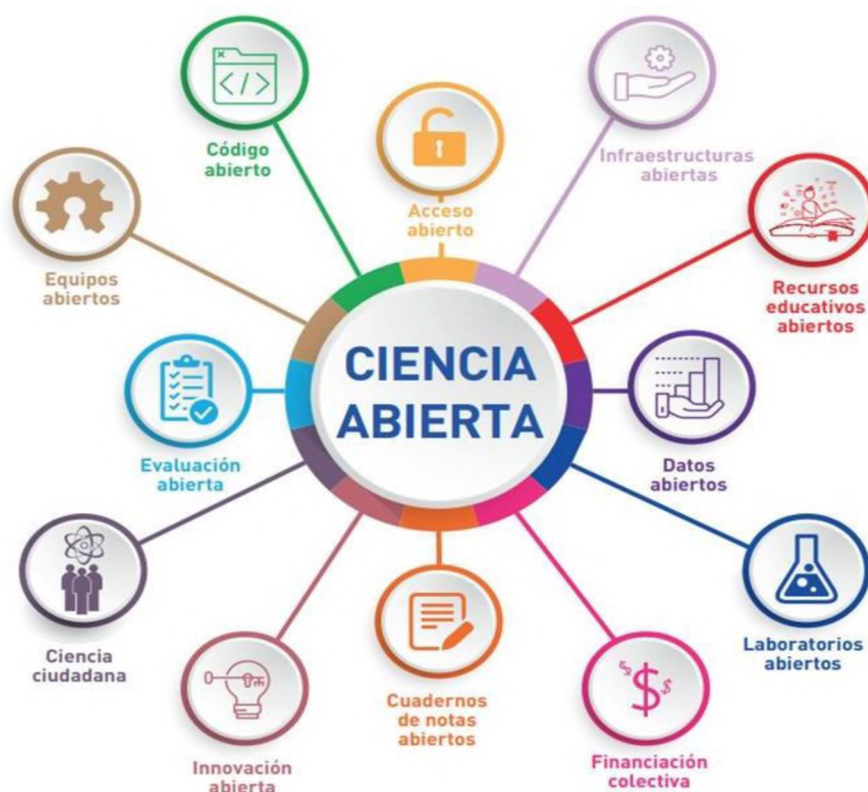 Código
abierto
Acceso
abierto
Infraestructuras
abiertas
Equipos
abiertos
Recursos
educativos
abiertos
CIENCIA
ABIERTA
Evaluación
abierta
Datos
abiertos
Ciencia
ciudadana
Laboratorios
abiertos
Innovación
abierta
Cuadernos
de notas
abiertos
Financiación
colectiva